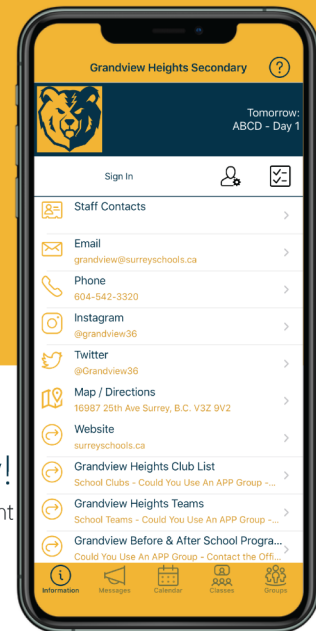 Grandview Heights Secondary
?
Tomorrow:
ABCD - Day 1
Sign In
Staff Contacts
Email
grandview@surreyschools.ca
Phone
604-542-3320
Instagram
@grandview36
Twitter
@Grandview36
Map / Directions
16987 25th Ave Surrey, B.C. V3Z 9V2
Website
surreyschools.ca
Grandview Heights Club List
School Clubs - Could You Use An APP Group -...
Grandview Heights Teams
School Teams - Could You Use An APP Group -...
Grandview Before & After School Progra...
Could You Use An APP Group - Contact the Offi...
Information Messages Calendar Classes Groups